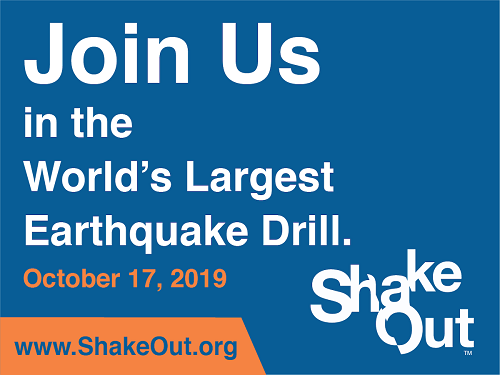 Join Us
in the
World's Largest
Earthquake Drill.
October 17, 2019
Shake
Out
TM
www.ShakeOut.org